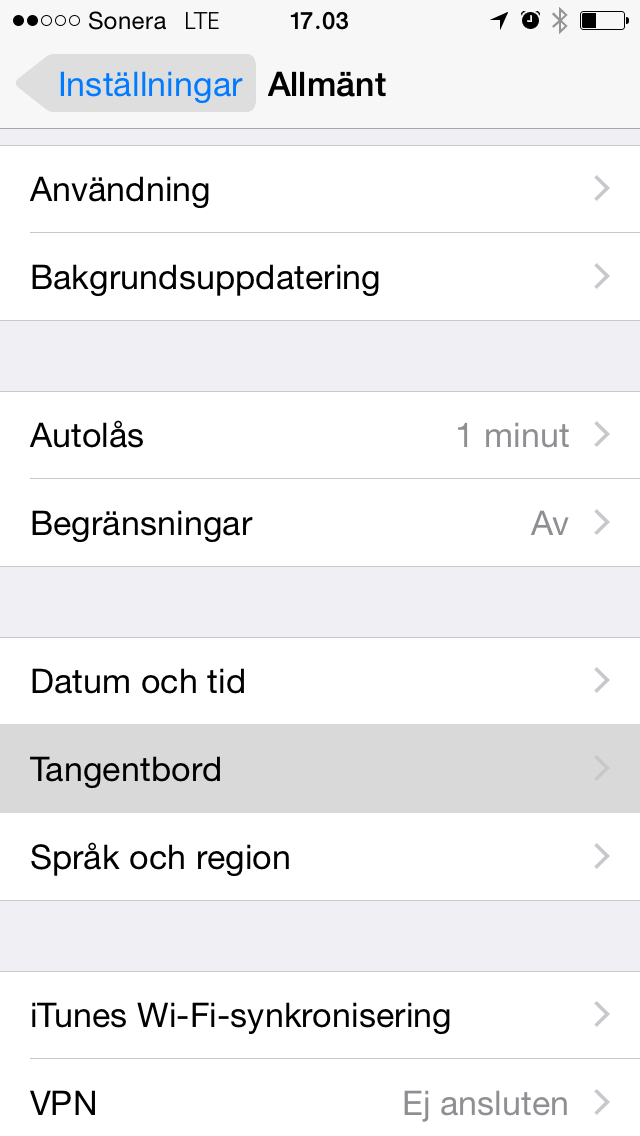 Sonera LTE 17.03
Inställningar Allmänt
Användning
Bakgrundsuppdatering
Autolås 1 minut
Begränsningar Av
Datum och tid
Tangentbord
Språk och region
iTunes Wi-Fi-synkronisering
VPN Ej ansluten